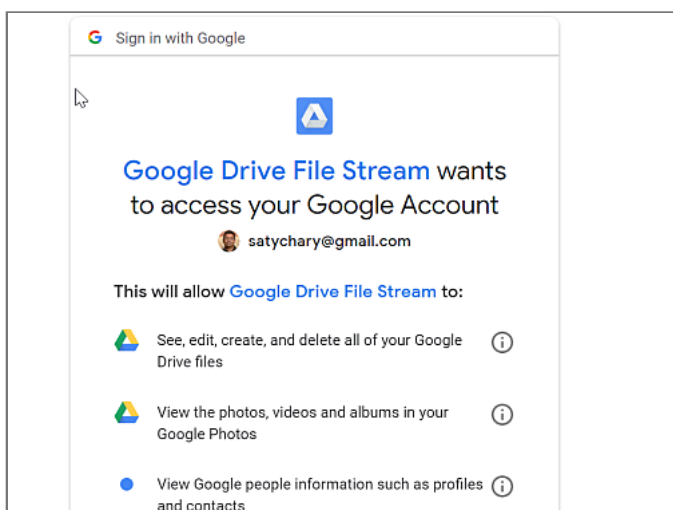 Sign in with Google
Google Drive File Stream wants
to access your Google Account
satychary@gmail.com
This will allow Google Drive File Stream to:
See, edit, create, and delete all of your Google
Drive files
View the photos, videos and albums in your
Google Photos
View Google people information such as profiles
and contacts